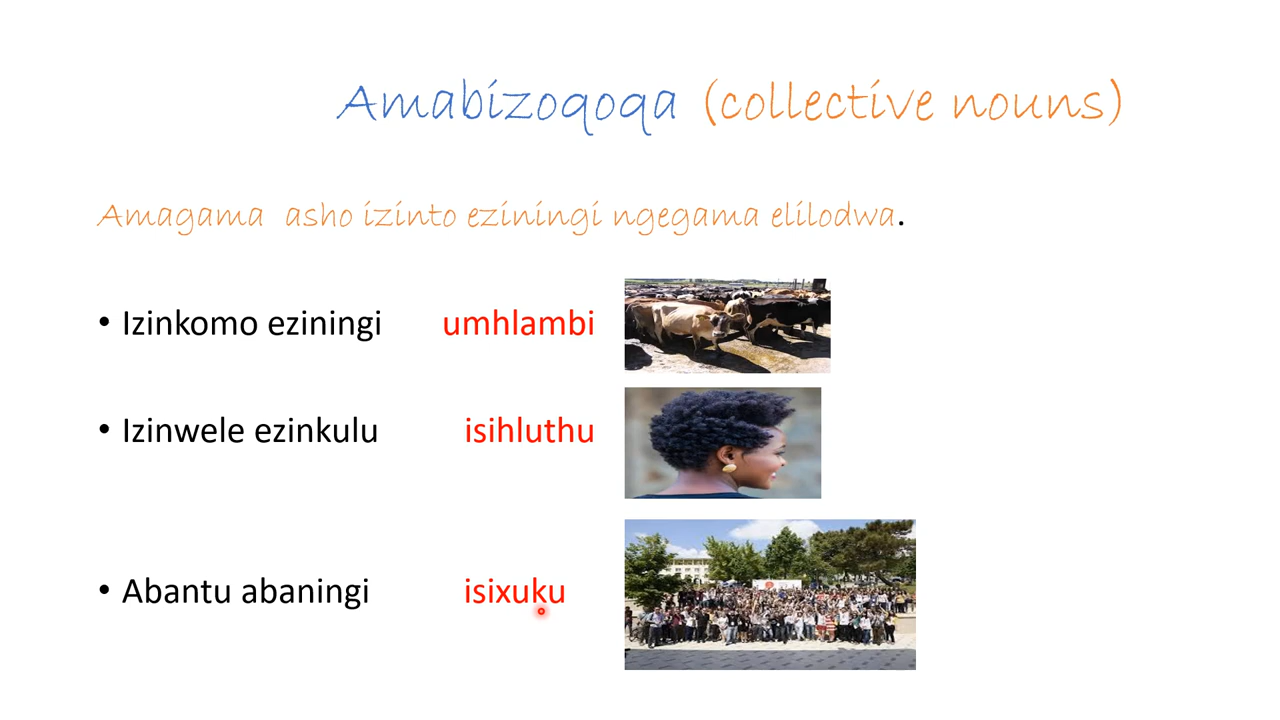 Amabizoqoqa (collective nouns)
Amagama asho izinto eziningi ngegama elilodwa.
• Izinkomo eziningi umhlambi
• Izinwele ezinkulu isihluthu
• Abantu abaningi isixuku